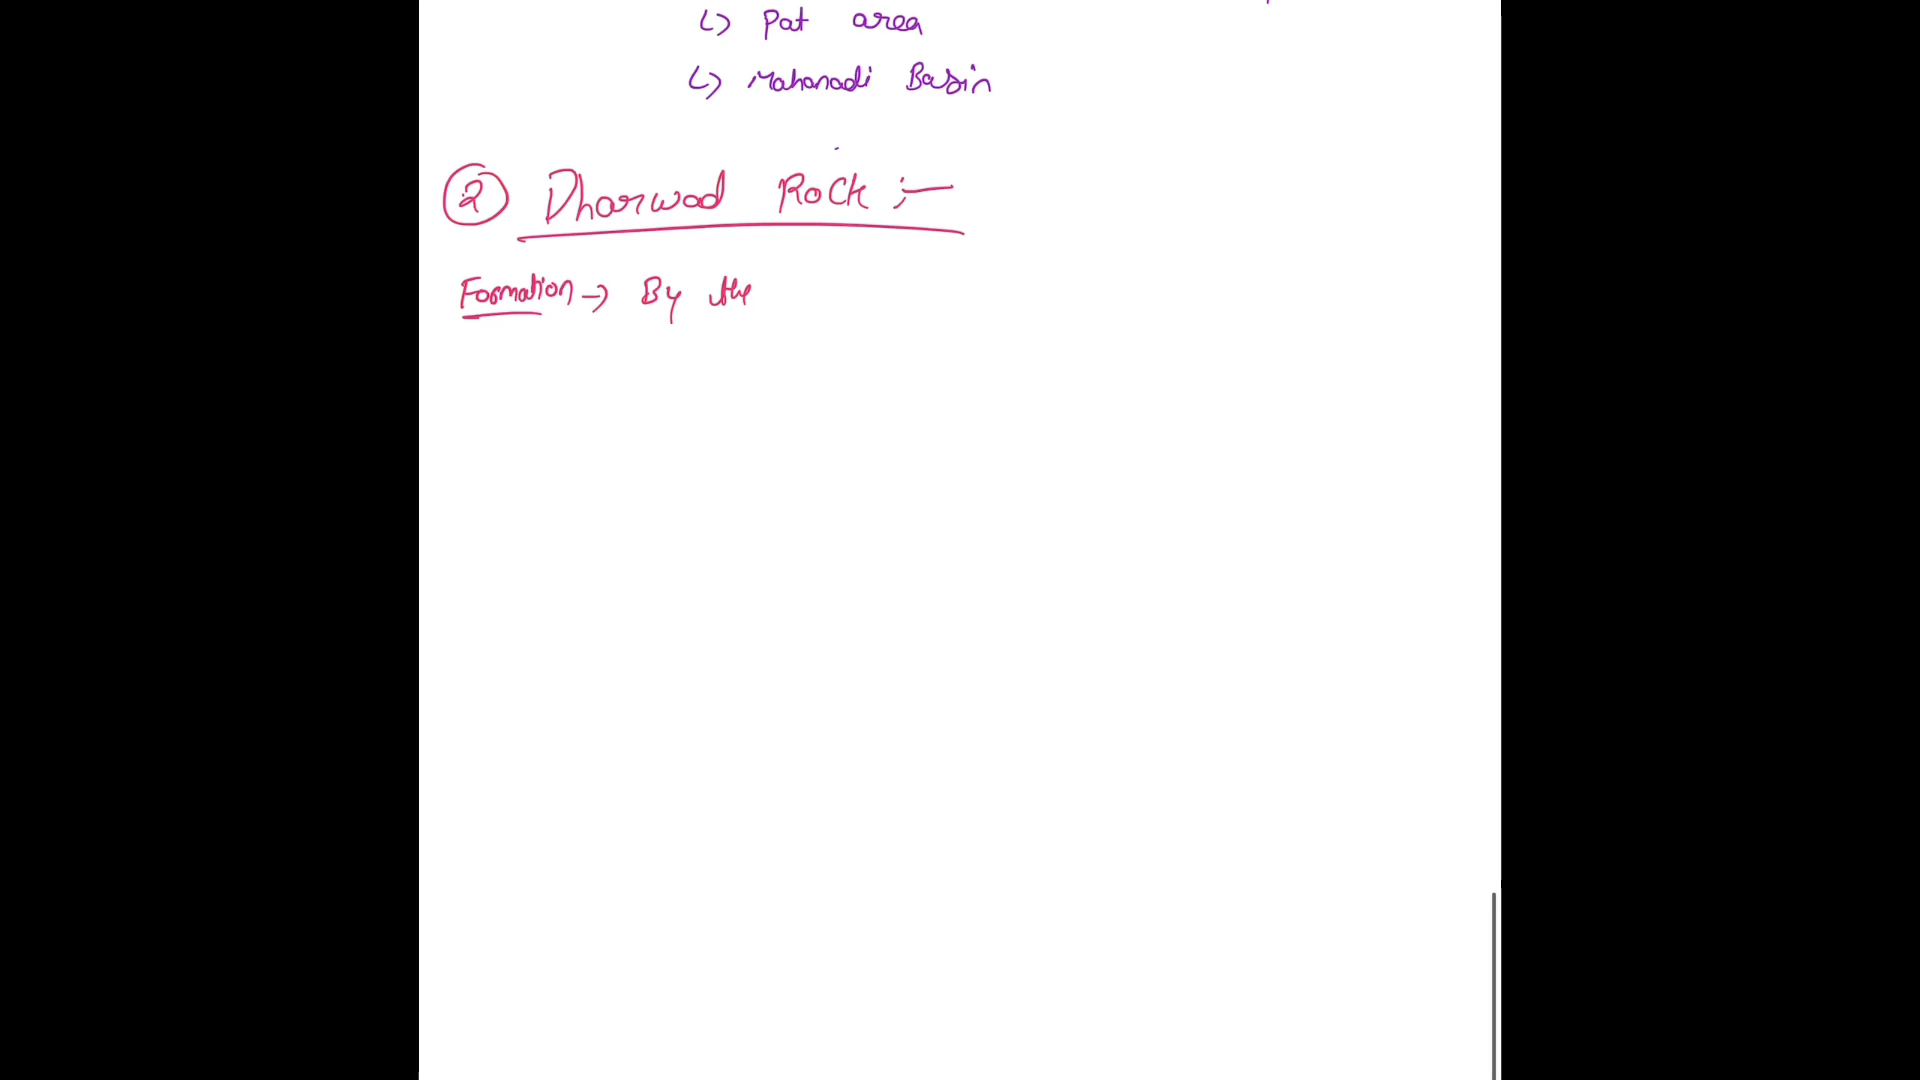 ↳ Pat area
↳ Mahanadi Basin
② Dharwad Rock :-
Formation → By the